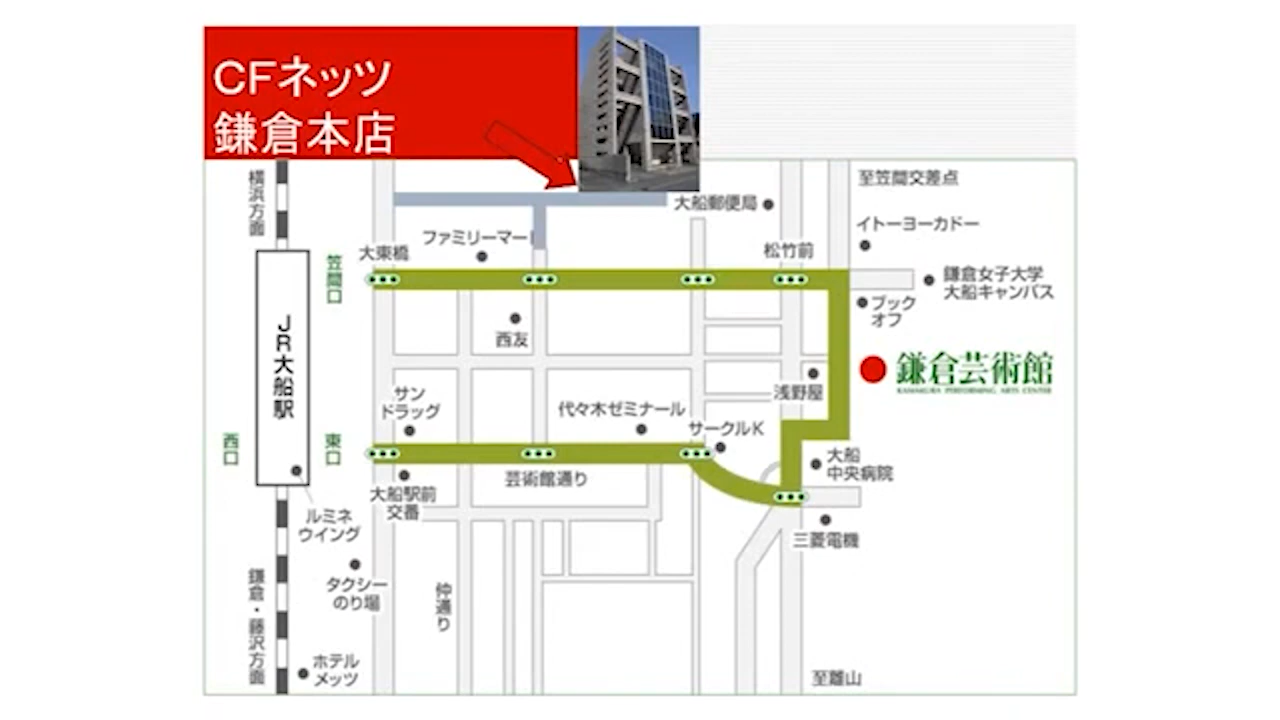 CFネッツ
鎌倉本店
横浜方面
至笠間交差点
大船郵便局
イトーヨーカドー
ファミリーマー
大東橋
松竹前
笠間口
鎌倉女子大学
大船キャンパス
ブック
オフ
西友
JR大船駅
鎌倉芸術館
KAMAKURA PERFORMING ARTS CENTER
浅野屋
サン
ドラッグ
代々木ゼミナール
サークルK
西口
東口
大船
中央病院
芸術館通り
大船駅前
交番
ルミネ
ウイング
三菱電機
タクシー
のり場
仲通り
鎌倉・藤沢方面
ホテル
メッツ
至離山